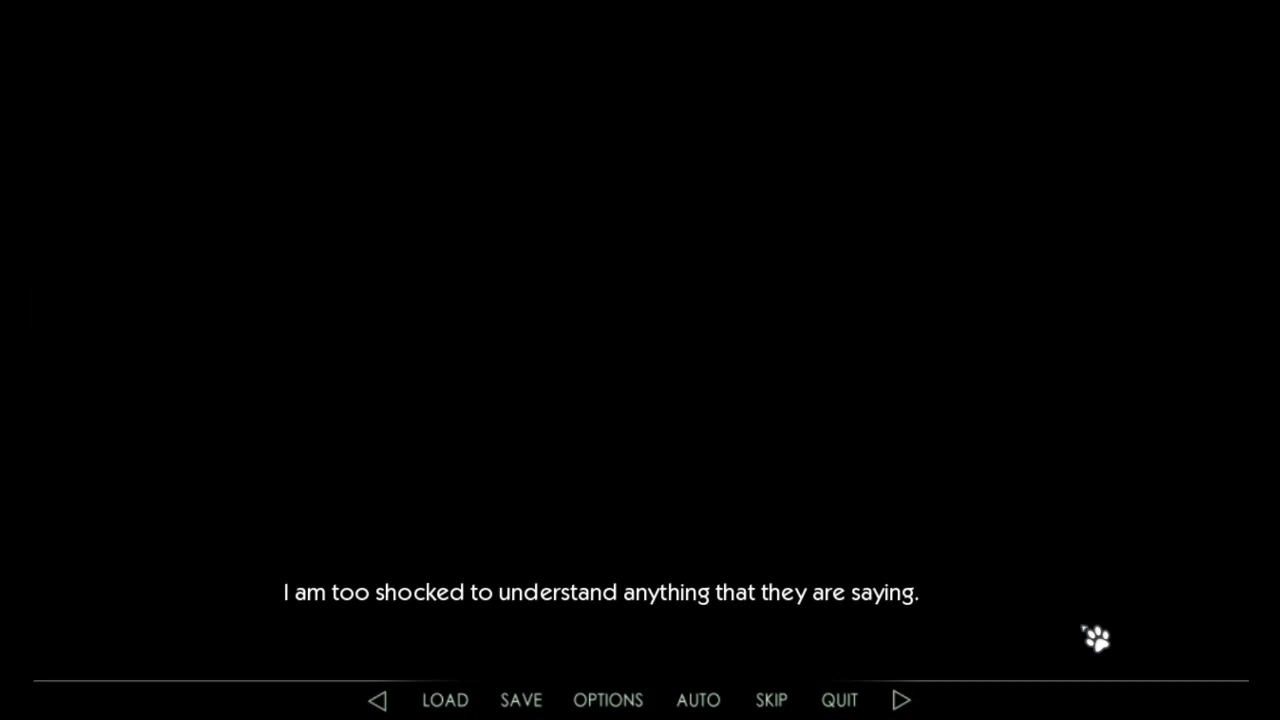 I am too shocked to understand anything that they are saying.
LOAD SAVE OPTIONS AUTO SKIP QUIT